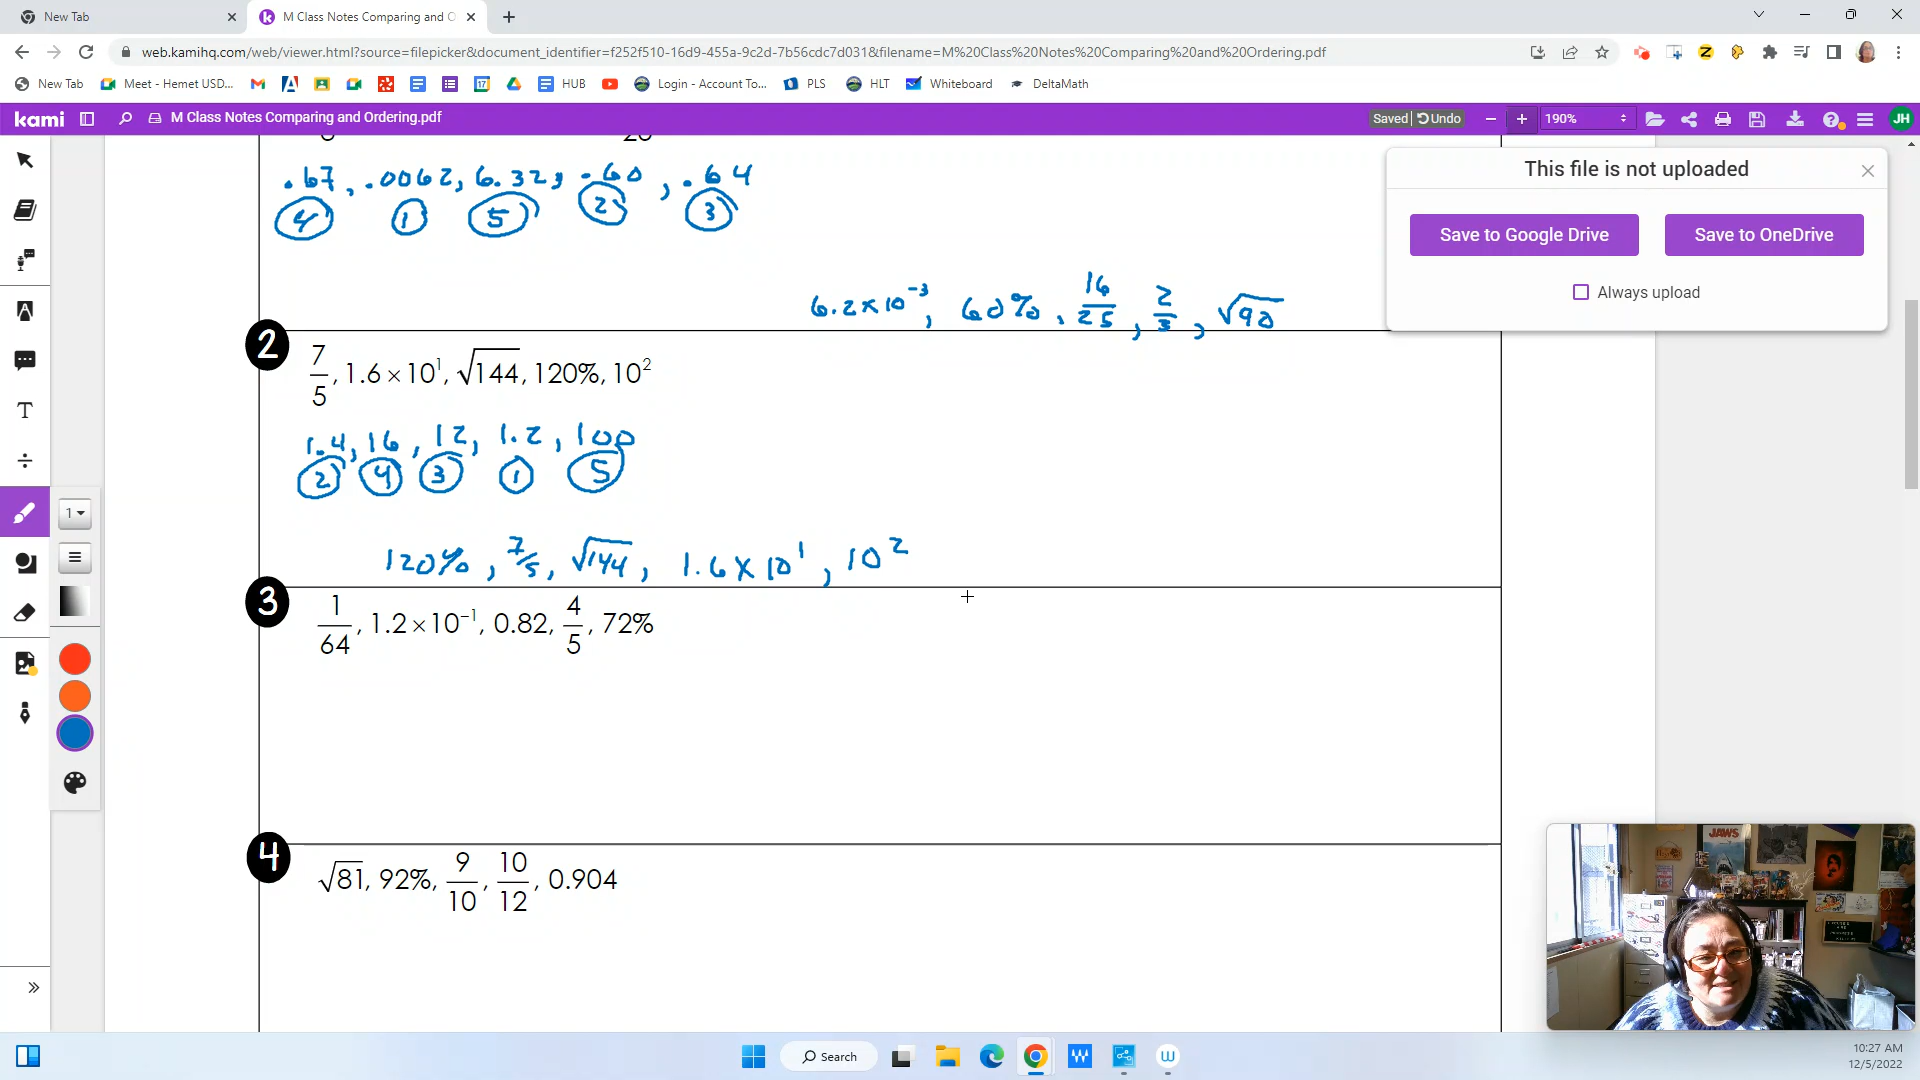 New Tab
M Class Notes Comparing and O
web.kamihq.com/web/viewer.html?source=filepicker&document_identifier=f252f510-16d9-455a-9c2d-7b56cdc7d031&filename=M%20Class%20Notes%20Comparing%20and%20Ordering.pdf
New Tab Meet - Hemet USD... HUB Login - Account To... PLS HLT Whiteboard DeltaMath
kami M Class Notes Comparing and Ordering.pdf Saved Undo 190% JH
This file is not uploaded
Save to Google Drive Save to OneDrive
Always upload
.67, .0062, 6.32, .60, .64
4 1 5 2 3
6.2×10⁻³, 60%, 16/25, 2/3, √90
2 7/5, 1.6×10¹, √144, 120%, 10²
1.4, 16, 12, 1.2, 100
2 4 3 1 5
120%, 7/5, √144, 1.6×10¹, 10²
3 1/64, 1.2×10⁻¹, 0.82, 4/5, 72%
4 √81, 92%, 9/10, 10/12, 0.904
1
JAWS
Search
10:27 AM
12/5/2022